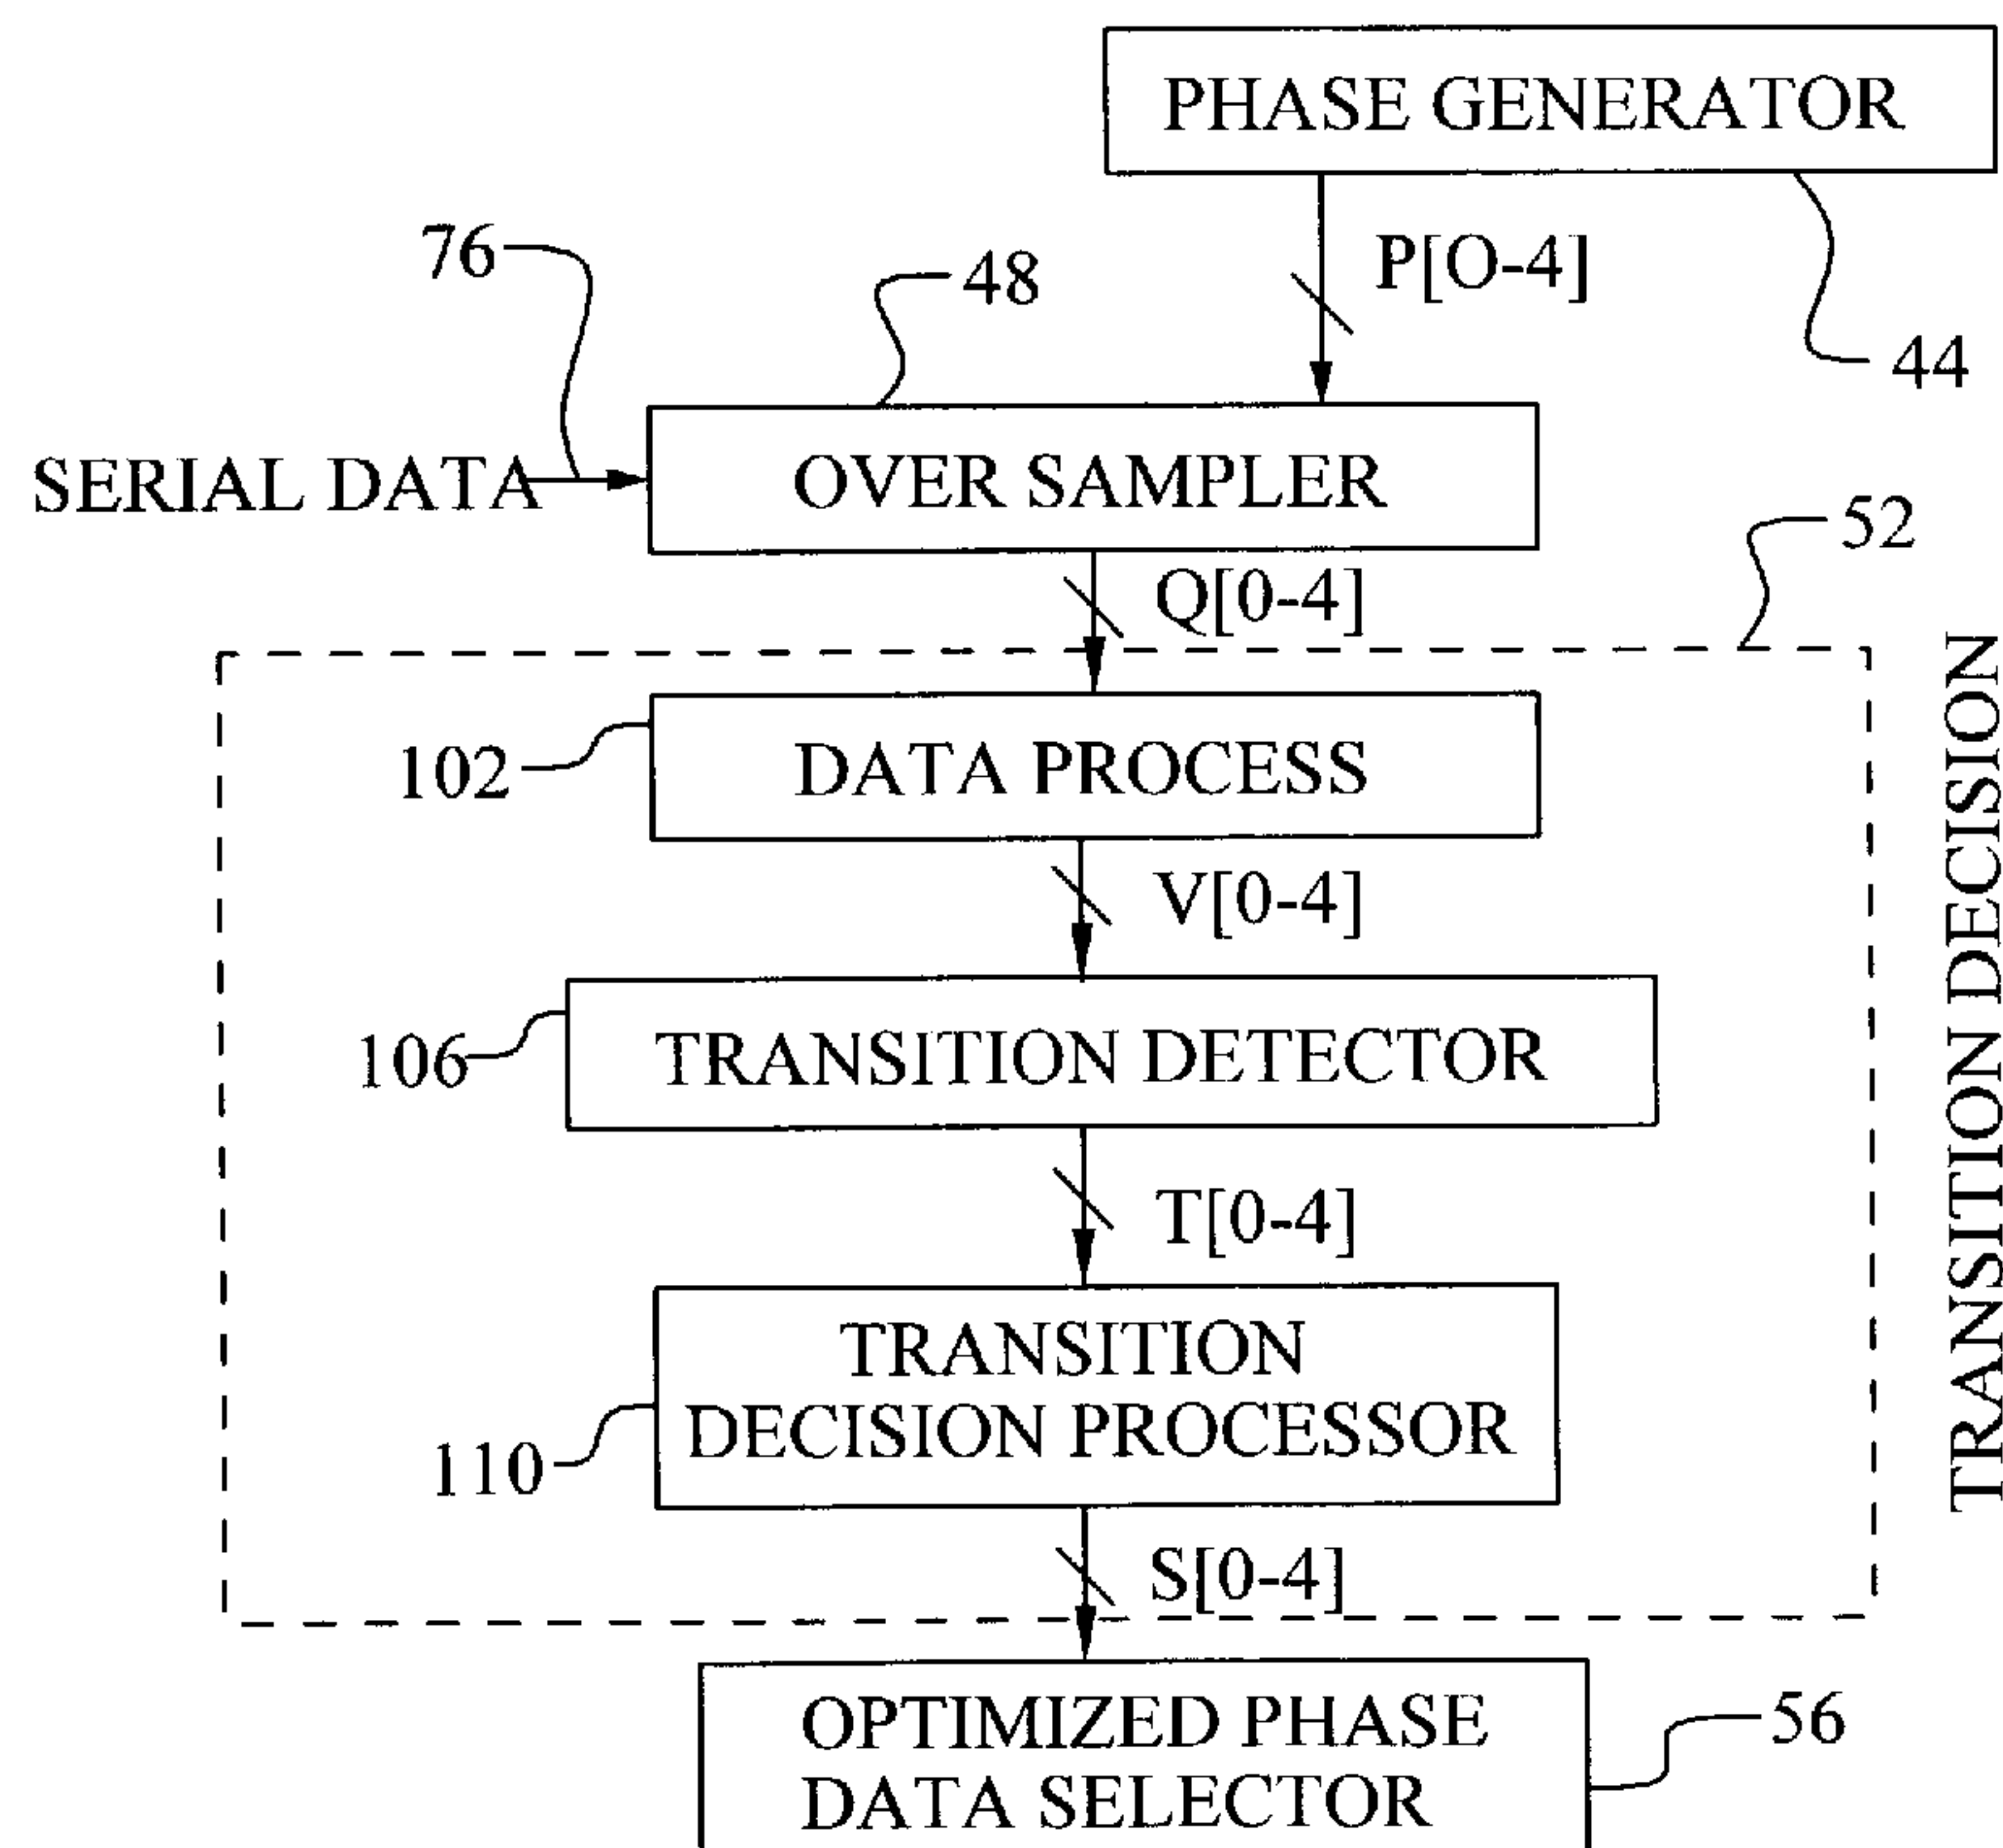 PHASE GENERATOR
P[O-4]
76
48
44
SERIAL DATA
OVER SAMPLER
52
Q[0-4]
102
DATA PROCESS
V[0-4]
106
TRANSITION DETECTOR
T[0-4]
TRANSITION
DECISION PROCESSOR
110
S[0-4]
TRANSITION DECISION
OPTIMIZED PHASE
DATA SELECTOR
56